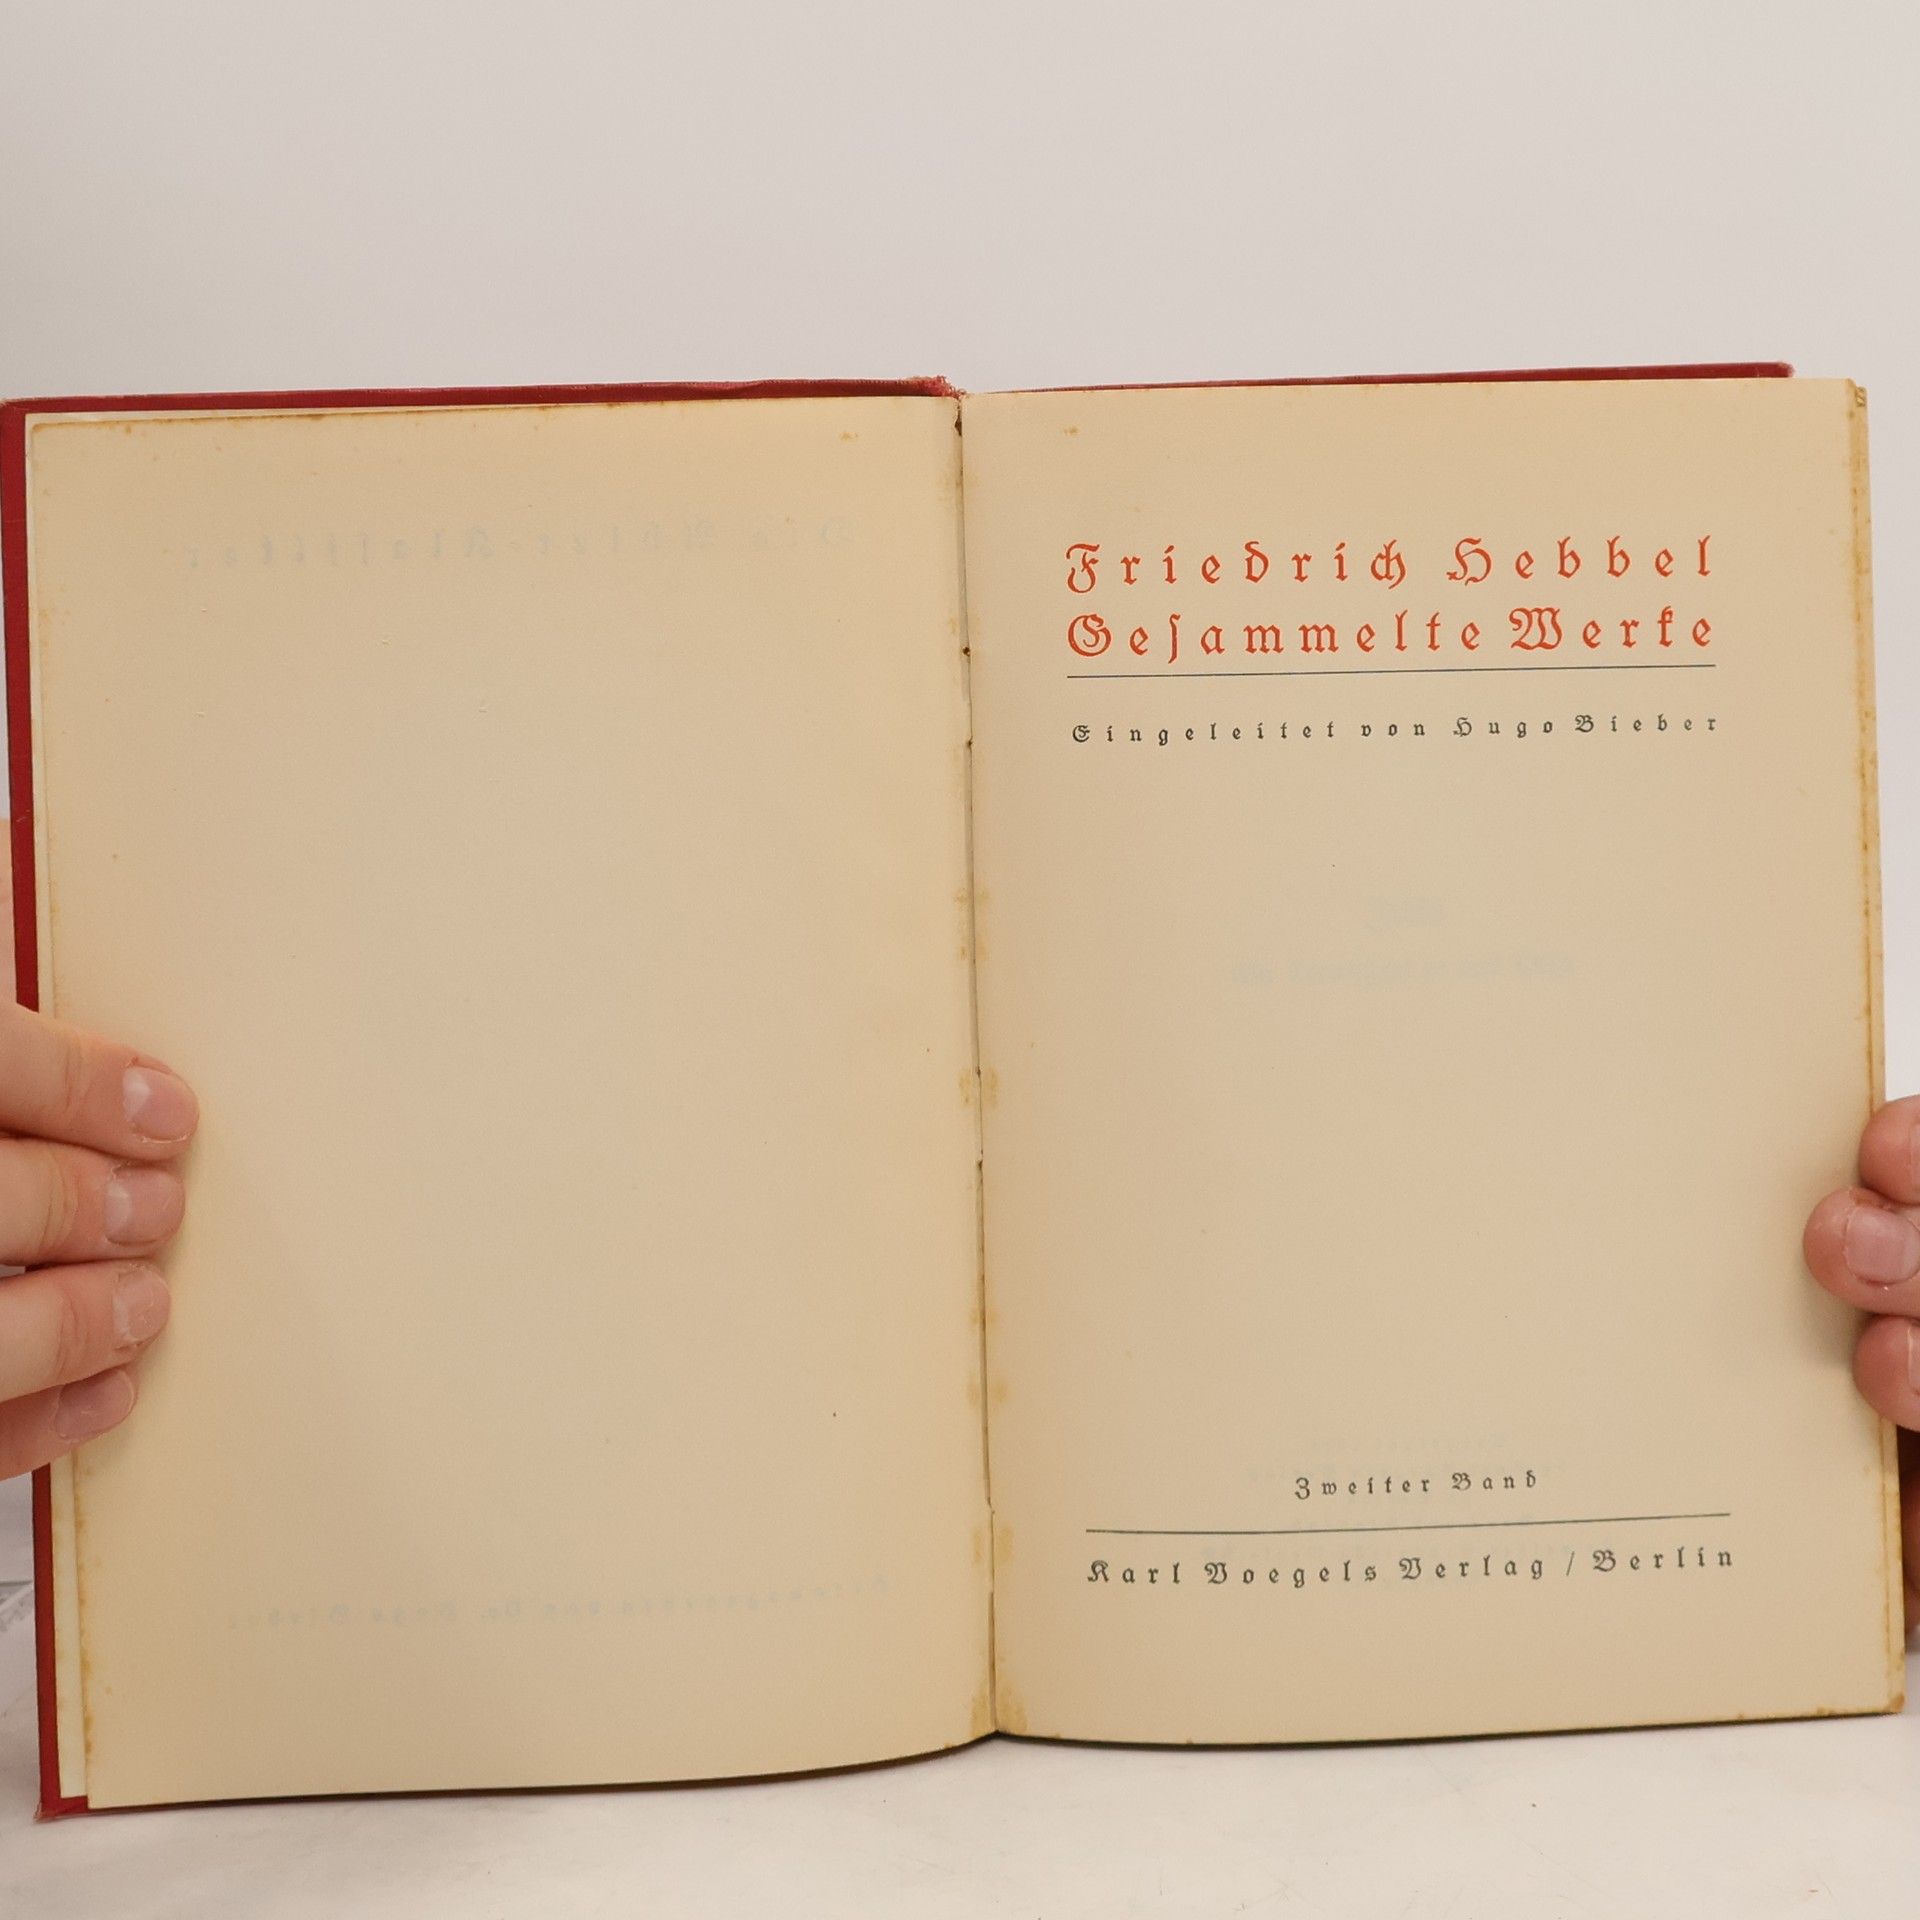 Friedrich Hebbel
Gesammelte Werke
Eingeleitet von Hugo Bieber
Zweiter Band
Karl Voegels Verlag / Berlin